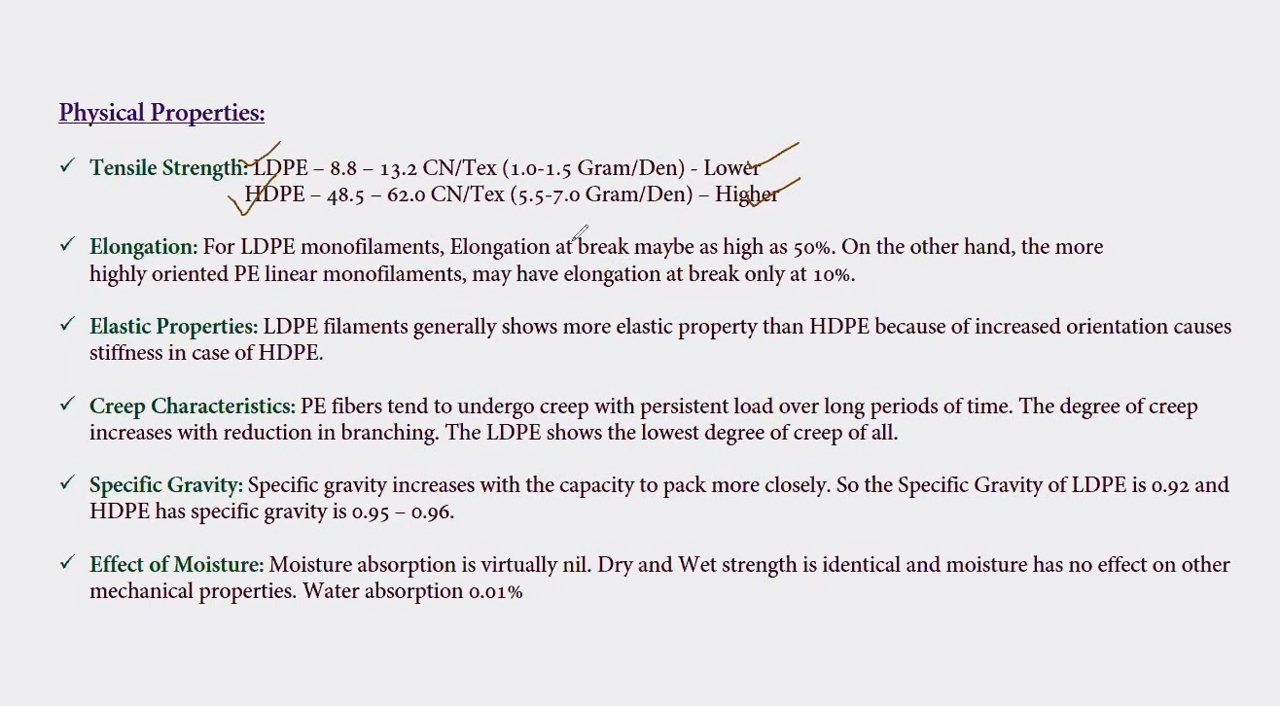 Physical Properties:
✓ Tensile Strength: LDPE – 8.8 – 13.2 CN/Tex (1.0-1.5 Gram/Den) - Lower
HDPE – 48.5 – 62.0 CN/Tex (5.5-7.0 Gram/Den) – Higher
✓ Elongation: For LDPE monofilaments, Elongation at break maybe as high as 50%. On the other hand, the more
highly oriented PE linear monofilaments, may have elongation at break only at 10%.
✓ Elastic Properties: LDPE filaments generally shows more elastic property than HDPE because of increased orientation causes
stiffness in case of HDPE.
✓ Creep Characteristics: PE fibers tend to undergo creep with persistent load over long periods of time. The degree of creep
increases with reduction in branching. The LDPE shows the lowest degree of creep of all.
✓ Specific Gravity: Specific gravity increases with the capacity to pack more closely. So the Specific Gravity of LDPE is 0.92 and
HDPE has specific gravity is 0.95 – 0.96.
✓ Effect of Moisture: Moisture absorption is virtually nil. Dry and Wet strength is identical and moisture has no effect on other
mechanical properties. Water absorption 0.01%